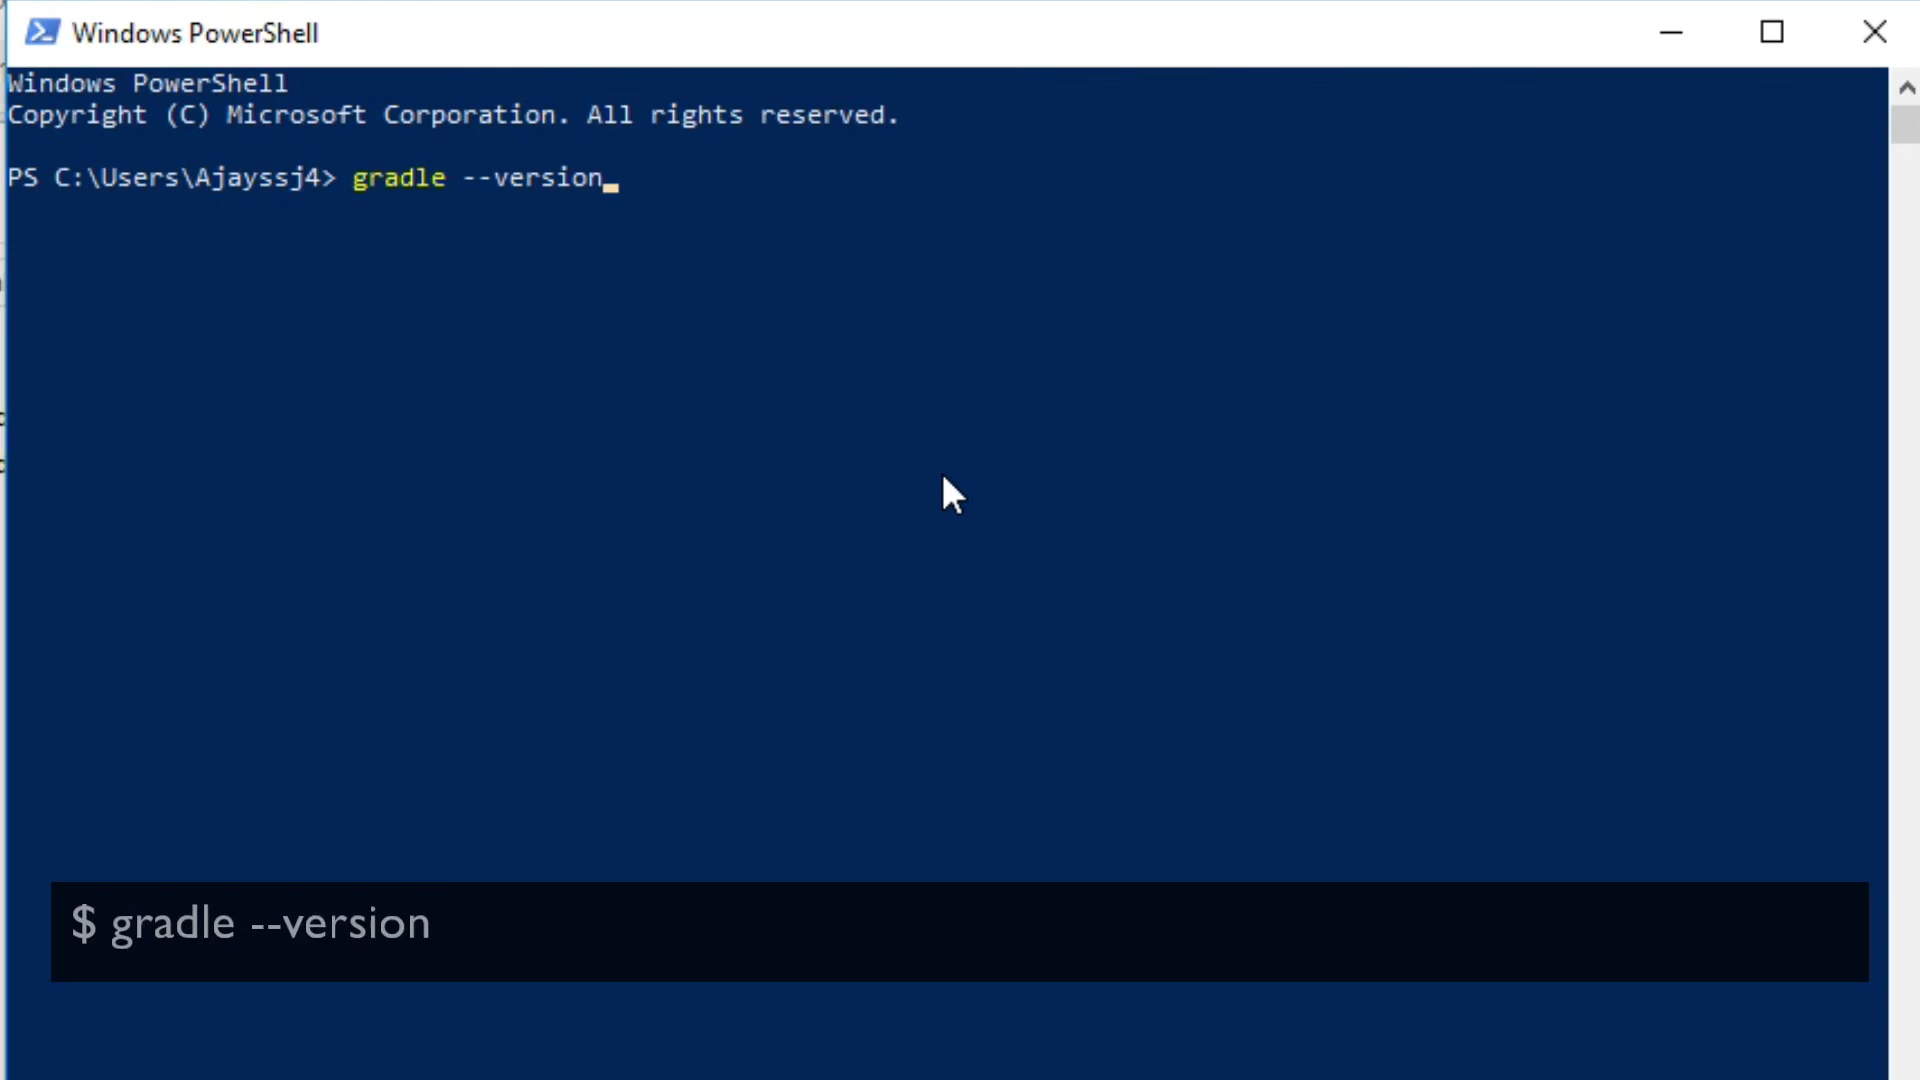 Windows PowerShell
Windows PowerShell
Copyright (C) Microsoft Corporation. All rights reserved.
PS C:\Users\Ajayssj4> gradle --version
$ gradle --version